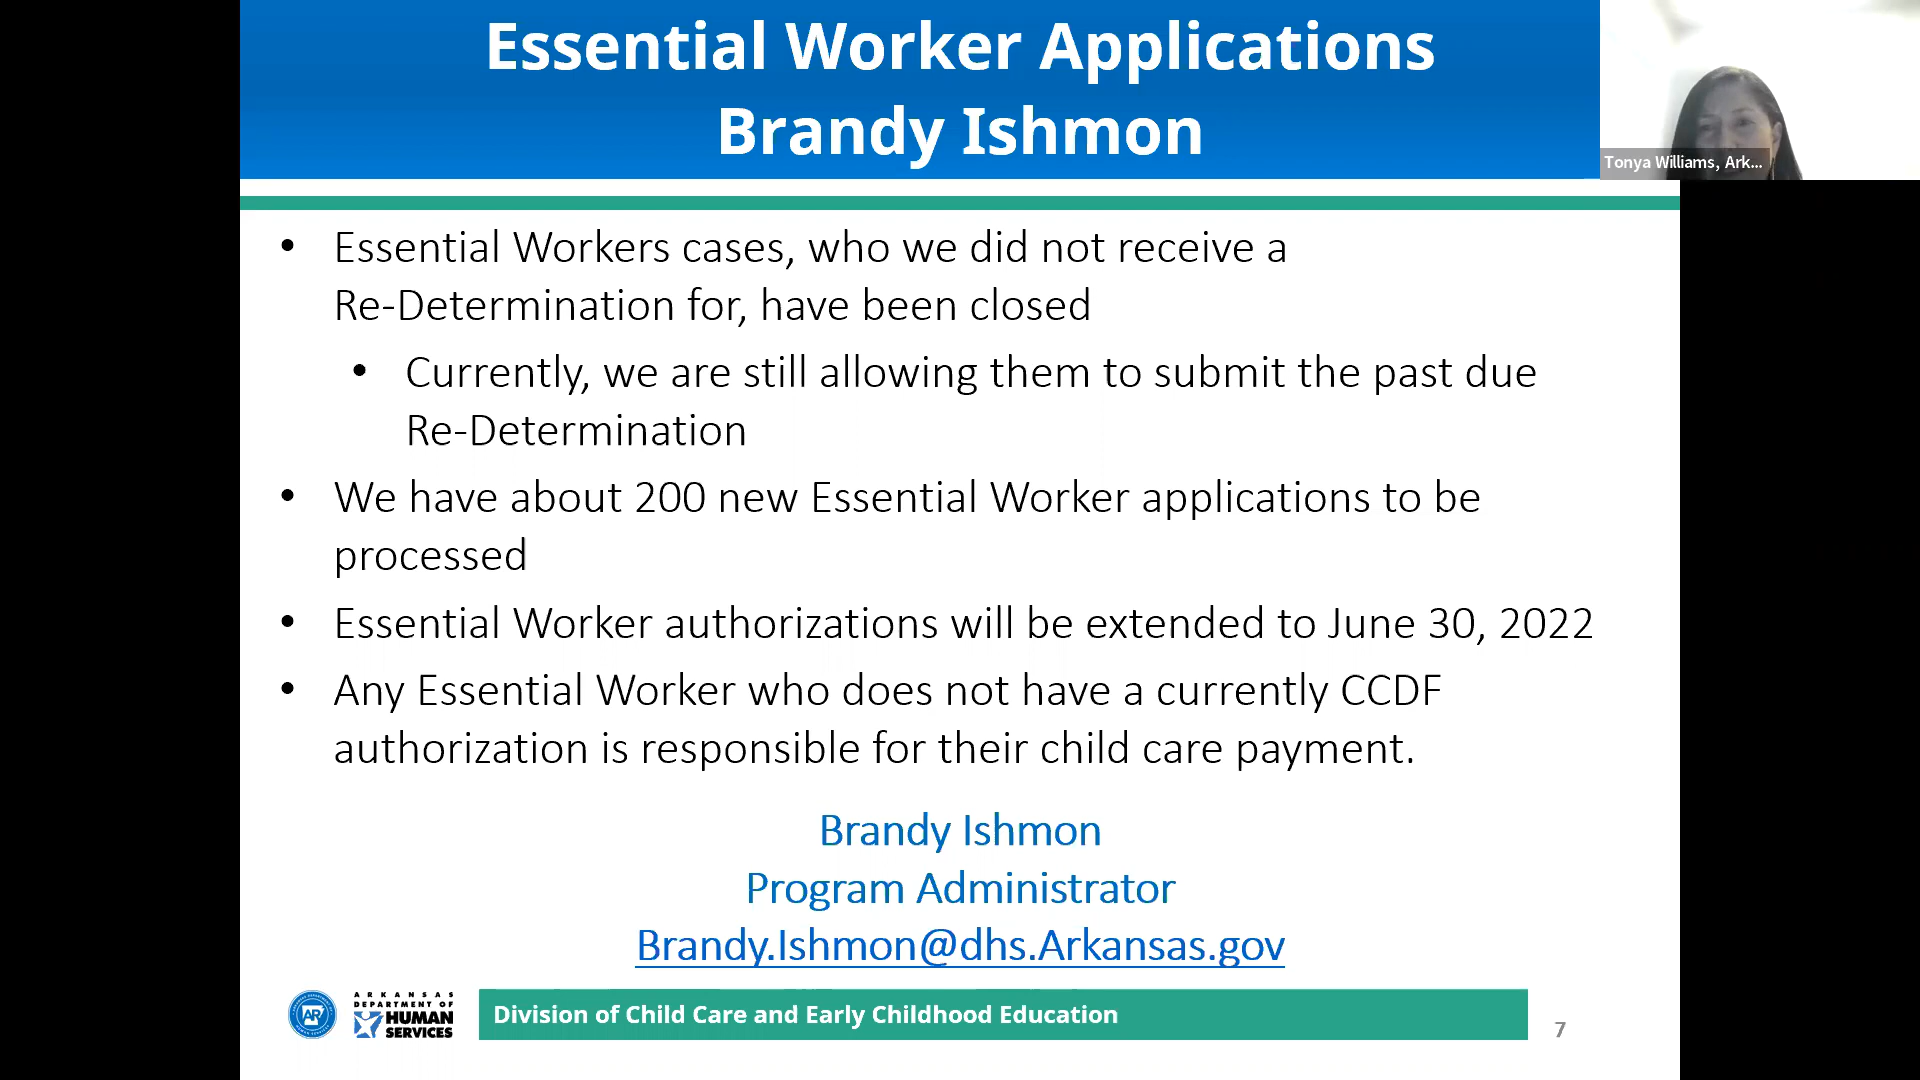 Essential Worker Applications
Brandy Ishmon
Tonya Williams, Ark...
• Essential Workers cases, who we did not receive a
Re-Determination for, have been closed
• Currently, we are still allowing them to submit the past due
Re-Determination
• We have about 200 new Essential Worker applications to be
processed
• Essential Worker authorizations will be extended to June 30, 2022
• Any Essential Worker who does not have a currently CCDF
authorization is responsible for their child care payment.
Brandy Ishmon
Program Administrator
Brandy.Ishmon@dhs.Arkansas.gov
AR
ARKANSAS
DEPARTMENT OF
HUMAN
SERVICES
Division of Child Care and Early Childhood Education
7